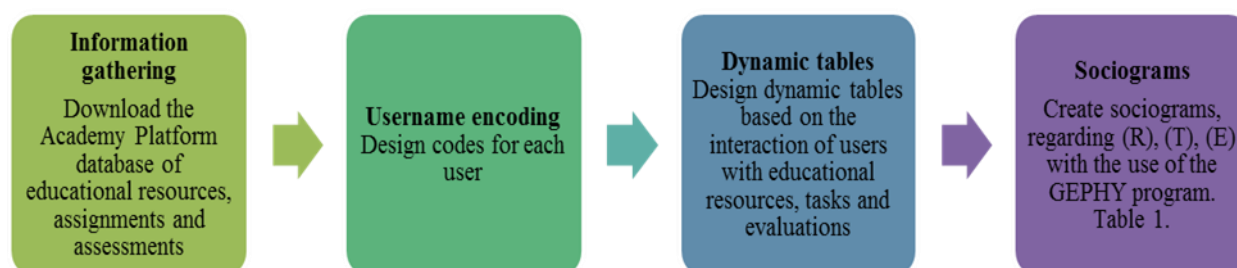 Information
gathering
Download the
Academy Platform
database of
educational resources,
assignments and
assessments
Username encoding
Design codes for each
user
Dynamic tables
Design dynamic tables
based on the
interaction of users
with educational
resources, tasks and
evaluations
Sociograms
Create sociograms,
regarding (R), (T), (E)
with the use of the
GEPHY program.
Table 1.